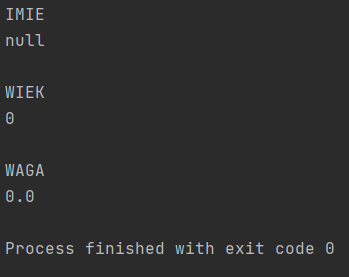 IMIE
null
WIEK
0
WAGA
0.0
Process finished with exit code 0